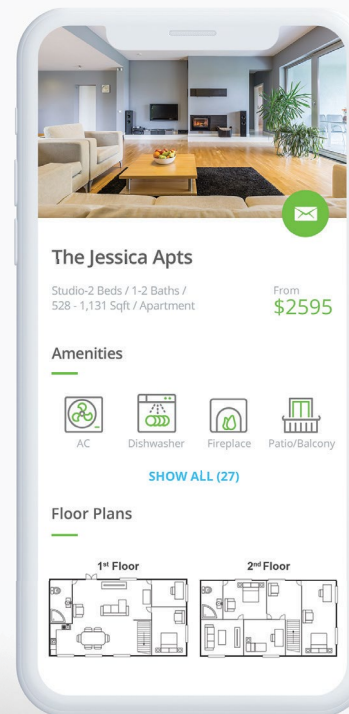 The Jessica Apts
Studio-2 Beds / 1-2 Baths /
528 - 1,131 Sqft / Apartment
From
$2595
Amenities
AC
Dishwasher
Fireplace
Patio/Balcony
SHOW ALL (27)
Floor Plans
1st Floor
2nd Floor